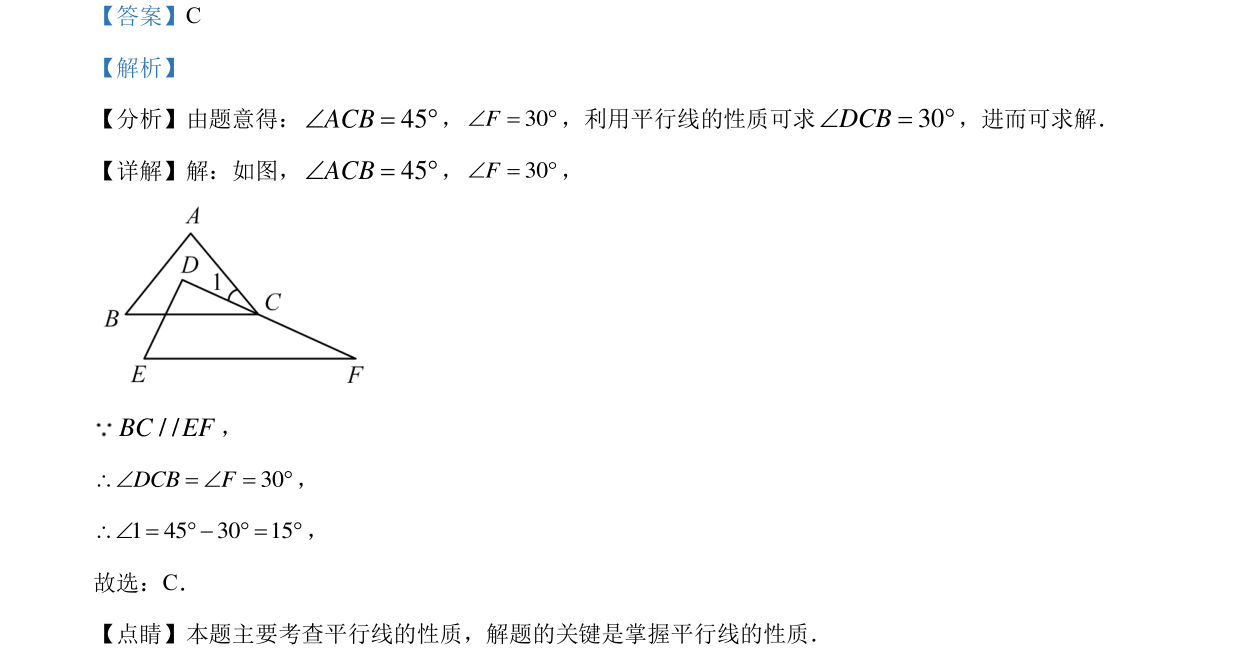 【答案】C
【解析】
【分析】由题意得：∠ACB = 45°，∠F = 30°，利用平行线的性质可求∠DCB = 30°，进而可求解．
【详解】解：如图，∠ACB = 45°，∠F = 30°，
A
D
1
C
B
E
F
∵BC//EF，
∴∠DCB = ∠F = 30°，
∴∠1 = 45° − 30° = 15°，
故选：C．
【点睛】本题主要考查平行线的性质，解题的关键是掌握平行线的性质．